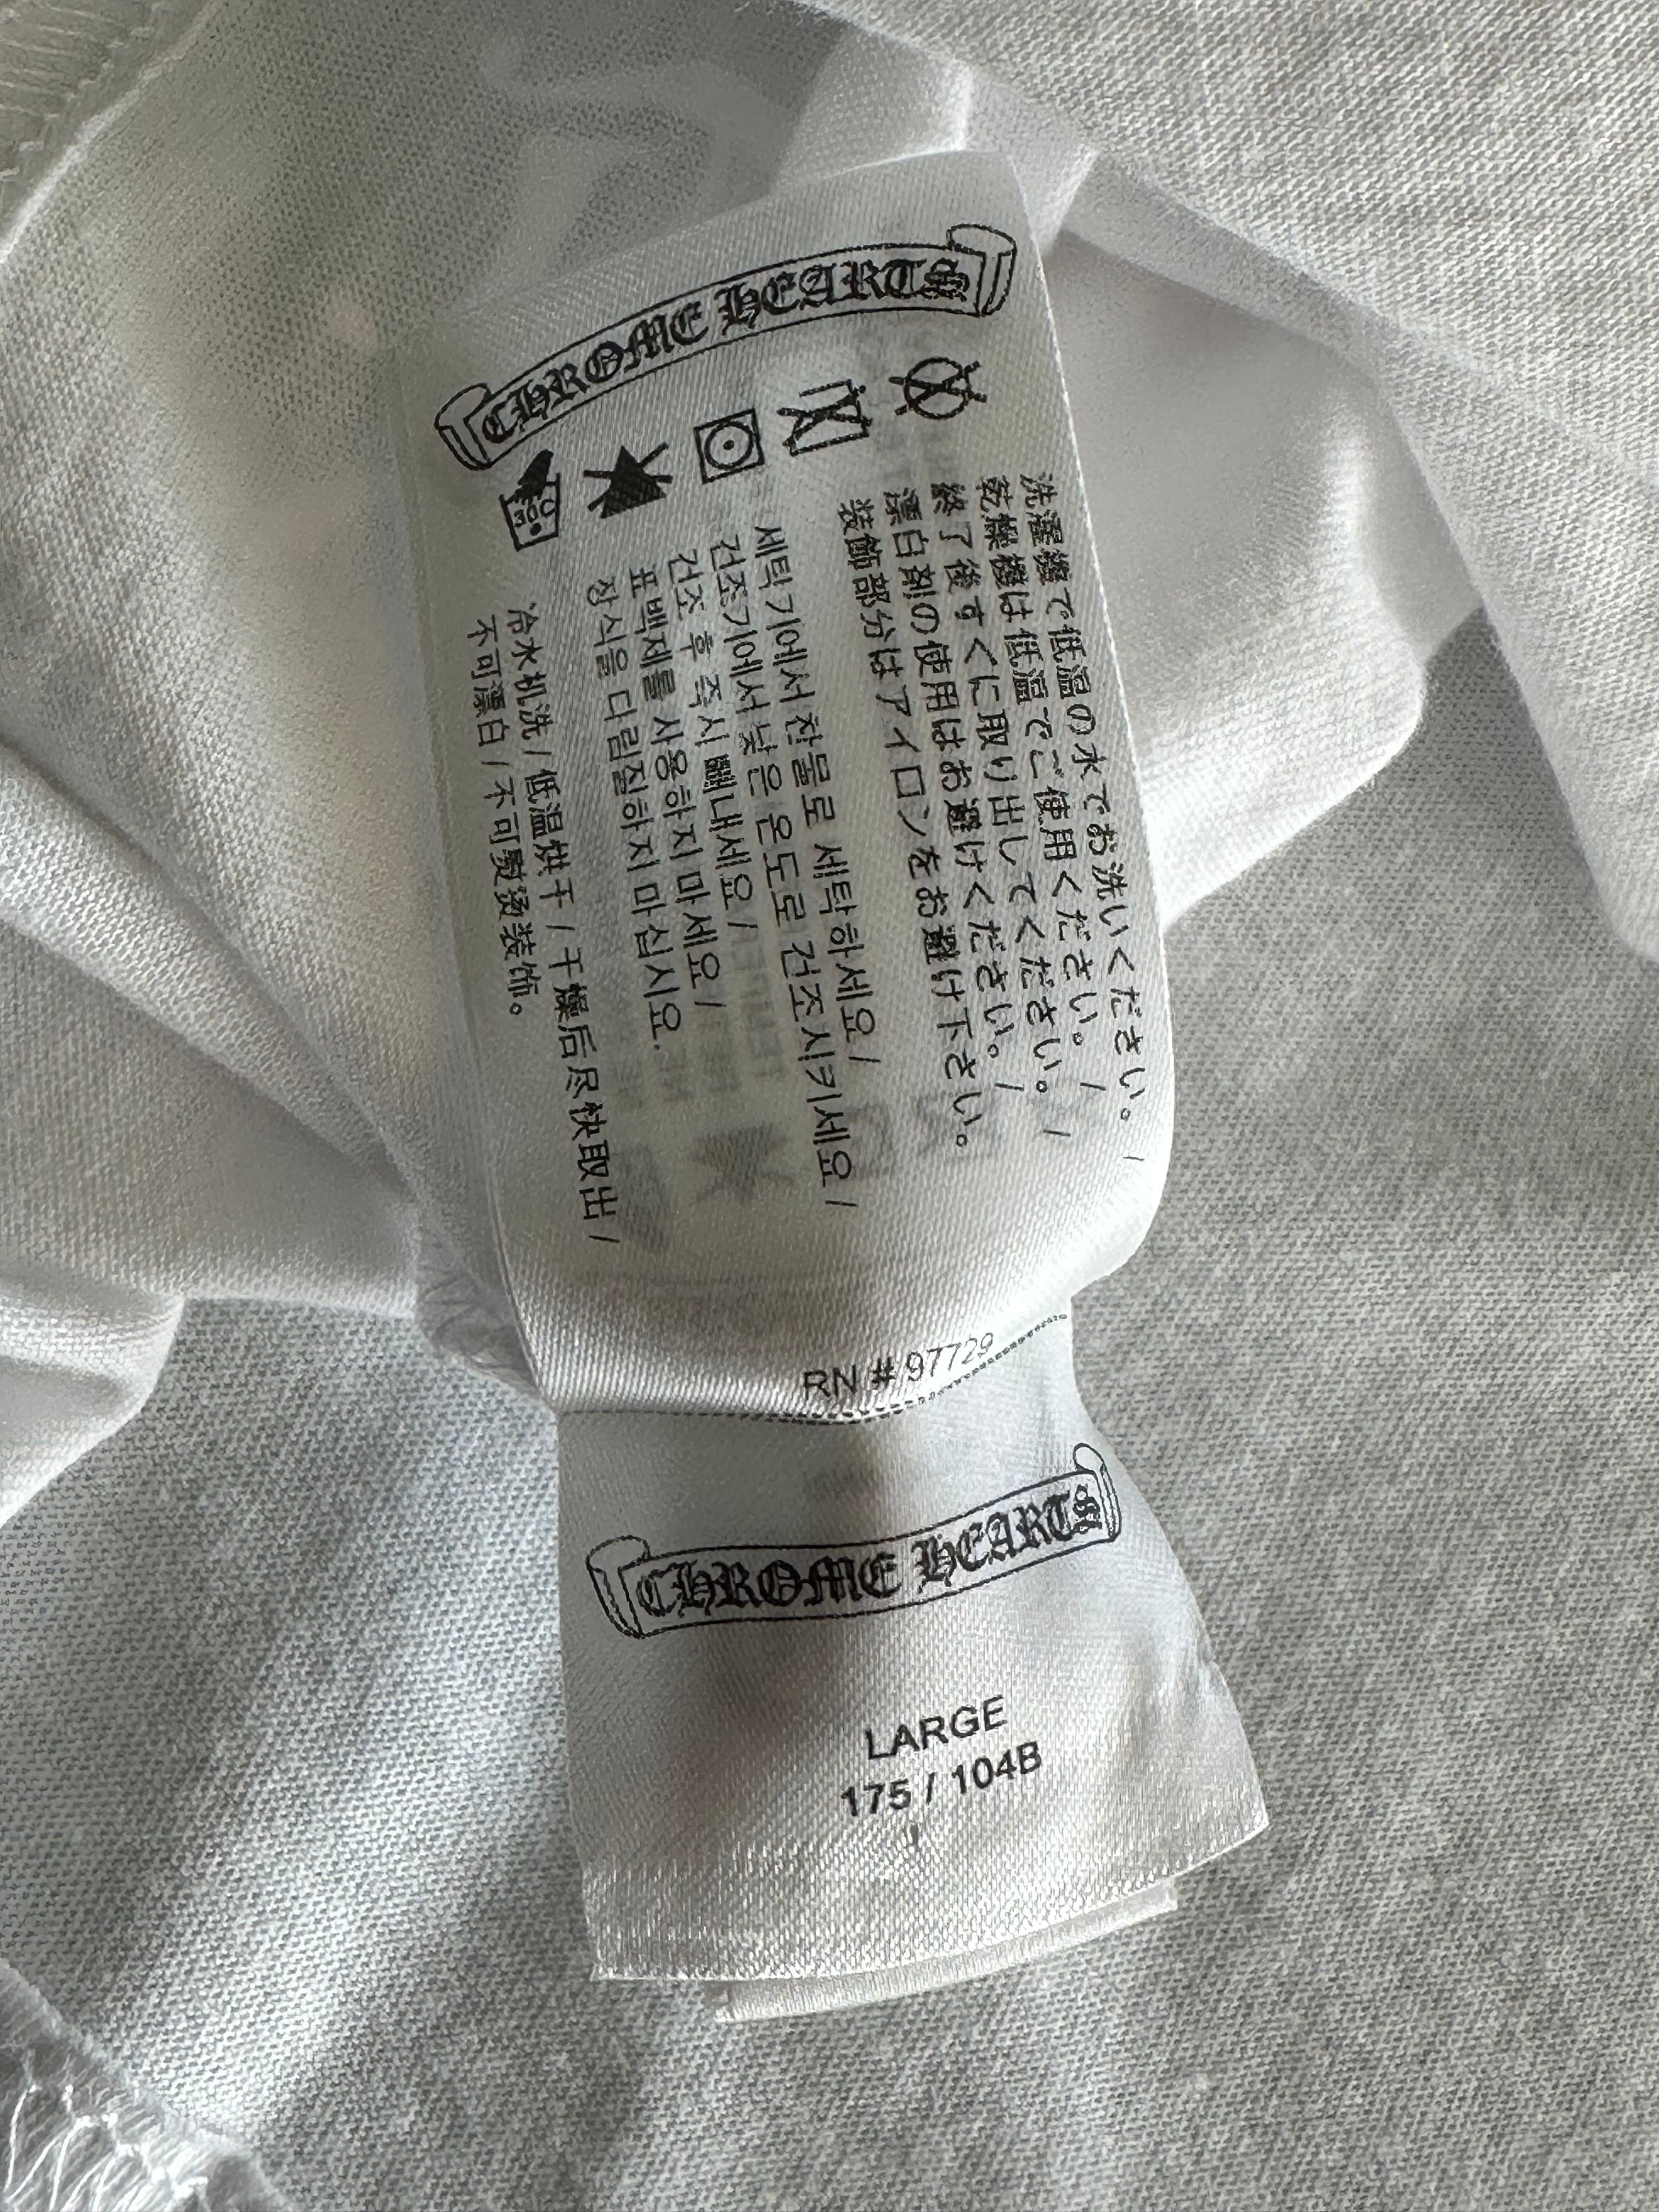 CHROME HEARTS
30C
洗濯機で低温の水でお洗いください。 /
乾燥機は低温でご使用ください。 /
終了後すぐに取り出してください。 /
漂白剤の使用はお避けください。 /
装飾部分はアイロンをお避け下さい。
세탁기에서 찬물로 세탁하세요 /
건조기에서 낮은 온도로 건조시키세요 /
건조 후 즉시 빼내세요 /
표백제를 사용하지 마세요 /
장식을 다림질하지 마십시요.
冷水机洗 / 低温烘干 / 干燥后尽快取出 /
不可漂白 / 不可熨烫装饰。
RN # 97729
CHROME HEARTS
LARGE
175 / 104B